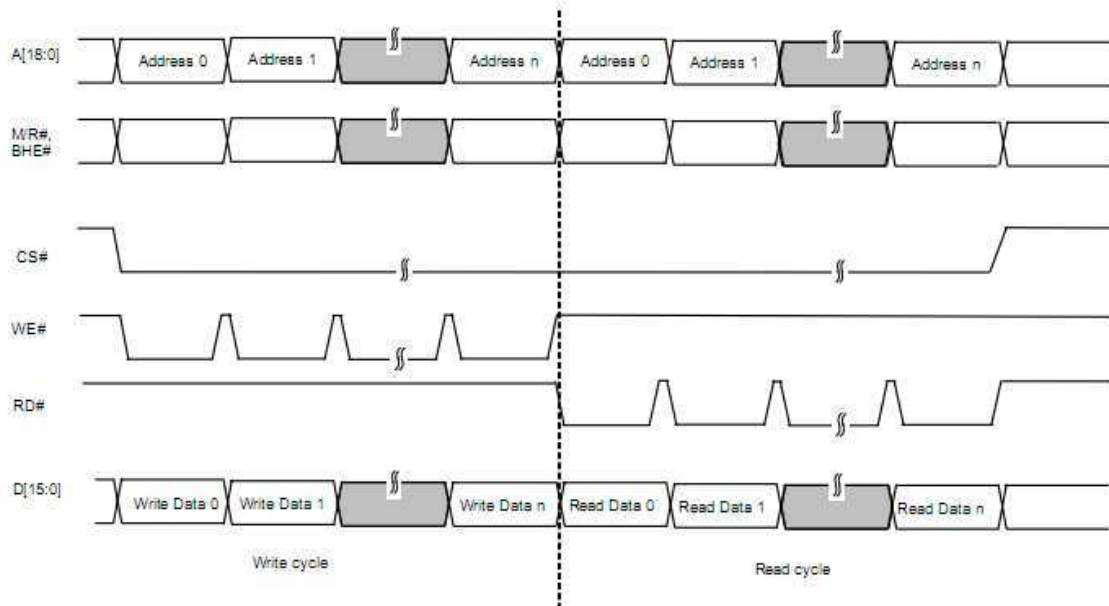 A[18:0]
Address 0 Address 1 Address n Address 0 Address 1 Address n
M/R#,
BHE#
CS#
WE#
RD#
D[15:0]
Write Data 0 Write Data 1 Write Data n Read Data 0 Read Data 1 Read Data n
Write cycle Read cycle